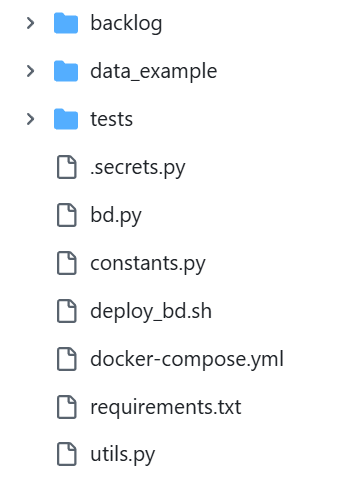 backlog
data_example
tests
.secrets.py
bd.py
constants.py
deploy_bd.sh
docker-compose.yml
requirements.txt
utils.py